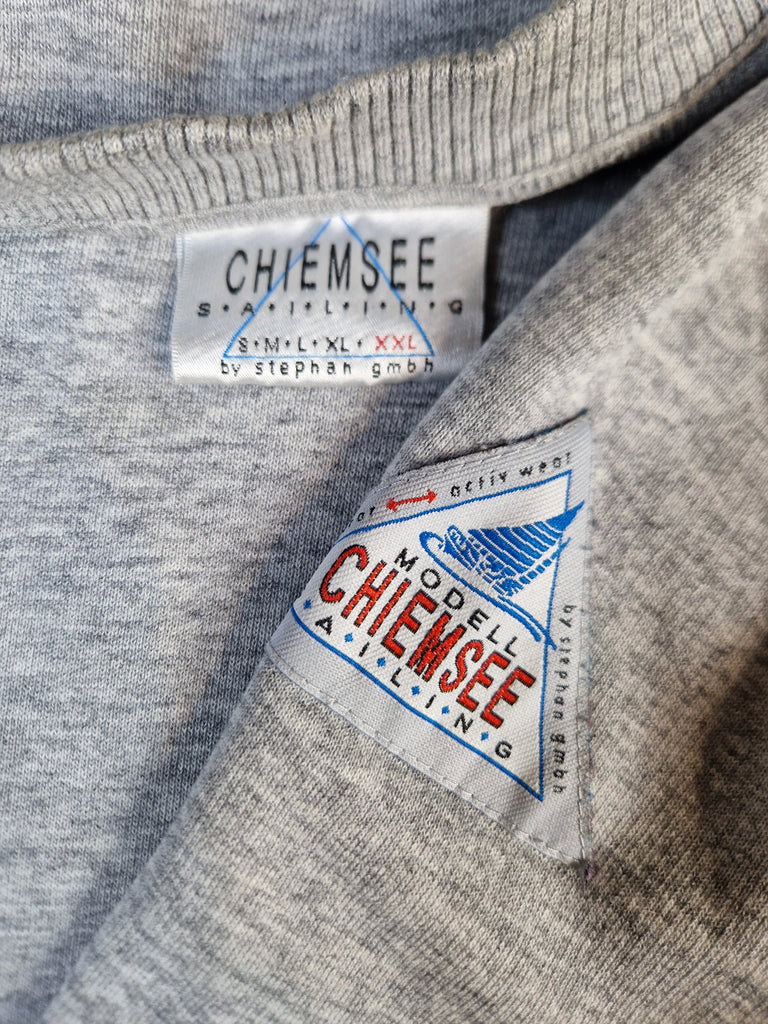 CHIEMSEE
S•A•I•L•I•N•G
S•M•L•XL•XXL
by stephan gmbh
activ wear
MODELL
CHIEMSEE
•A•I•L•I•N•G
by stephan gmbh